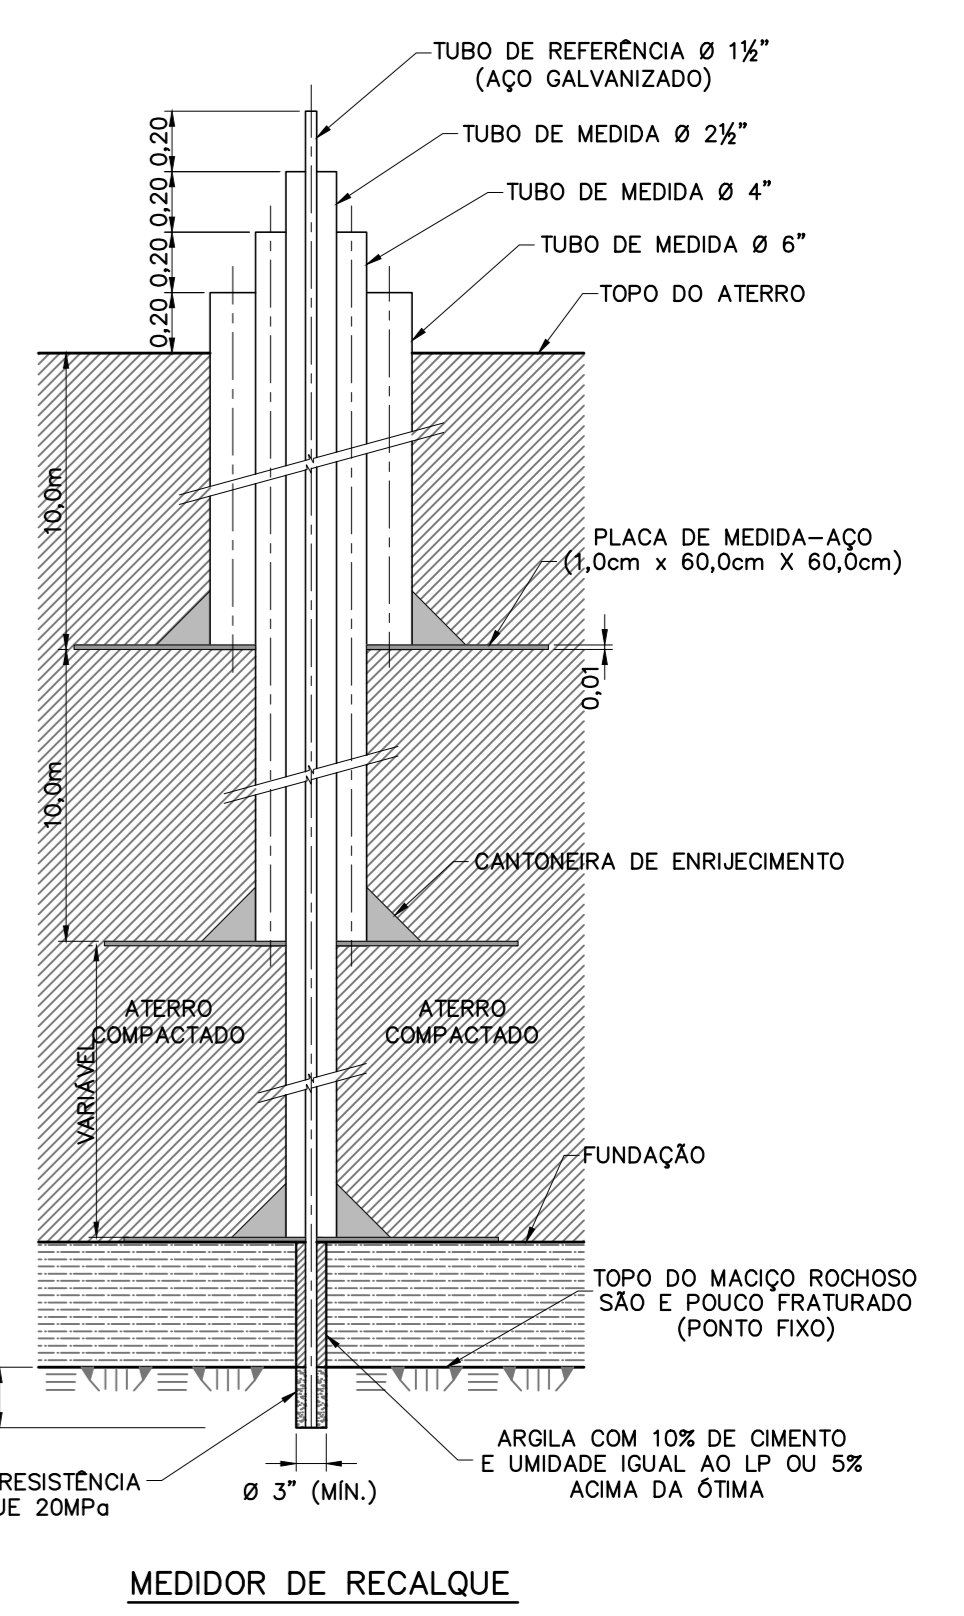 TUBO DE REFERÊNCIA Ø 1½”
(AÇO GALVANIZADO)
TUBO DE MEDIDA Ø 2½”
TUBO DE MEDIDA Ø 4”
TUBO DE MEDIDA Ø 6”
TOPO DO ATERRO
0,20
0,20
0,20
0,20
10,0m
PLACA DE MEDIDA–AÇO
(1,0cm x 60,0cm X 60,0cm)
0,01
10,0m
CANTONEIRA DE ENRIJECIMENTO
ATERRO
COMPACTADO
ATERRO
COMPACTADO
VARIÁVEL
FUNDAÇÃO
TOPO DO MACIÇO ROCHOSO
SÃO E POUCO FRATURADO
(PONTO FIXO)
ARGILA COM 10% DE CIMENTO
E UMIDADE IGUAL AO LP OU 5%
ACIMA DA ÓTIMA
RESISTÊNCIA
20MPa
Ø 3” (MÍN.)
MEDIDOR DE RECALQUE